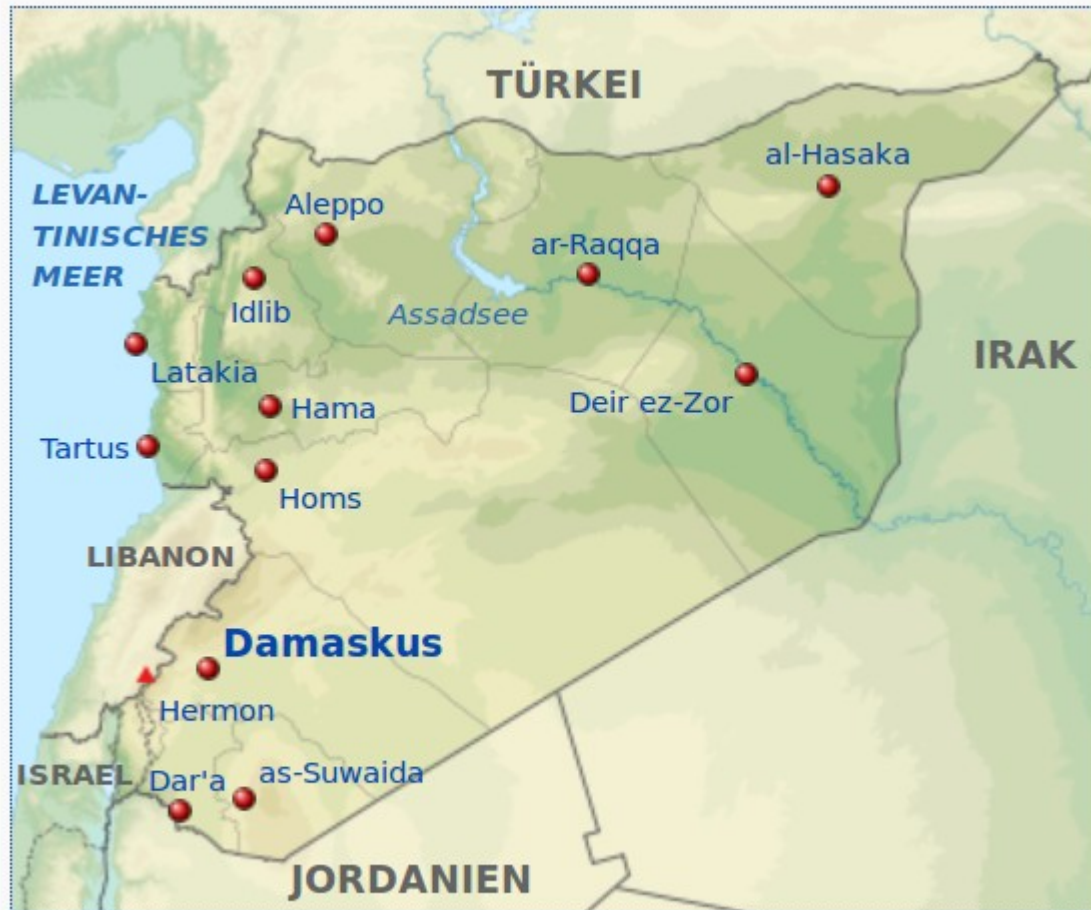 TÜRKEI
al-Hasaka
LEVAN-
TINISCHES
MEER
Aleppo
ar-Raqqa
Idlib
Assadsee
IRAK
Latakia
Deir ez-Zor
Hama
Tartus
Homs
LIBANON
Damaskus
Hermon
ISRAEL
Dar'a
as-Suwaida
JORDANIEN